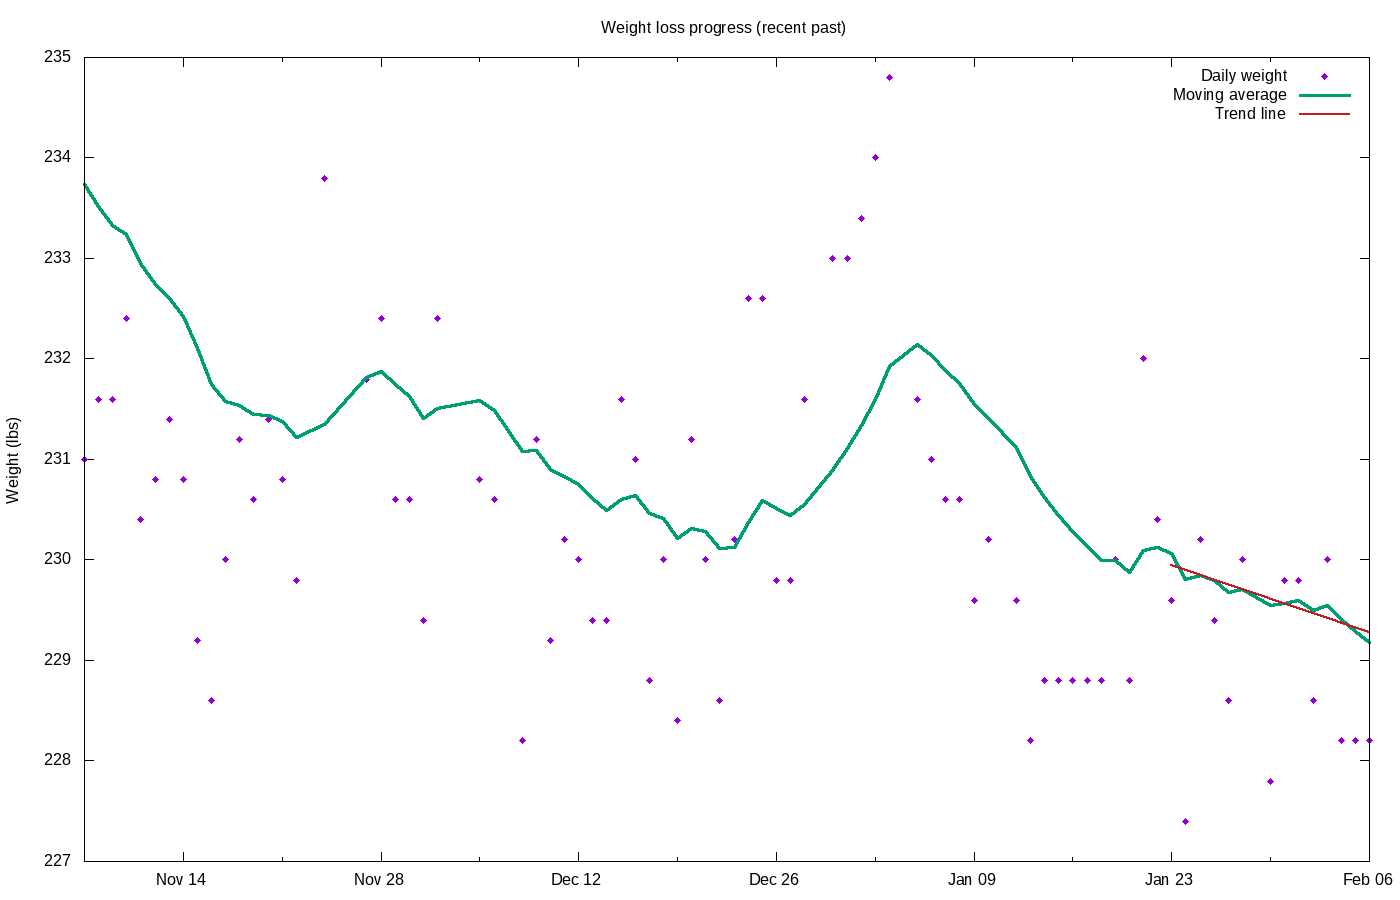 Weight loss progress (recent past)
235
234
233
232
231
230
229
228
227
Weight (lbs)
Daily weight
Moving average
Trend line
Nov 14
Nov 28
Dec 12
Dec 26
Jan 09
Jan 23
Feb 06